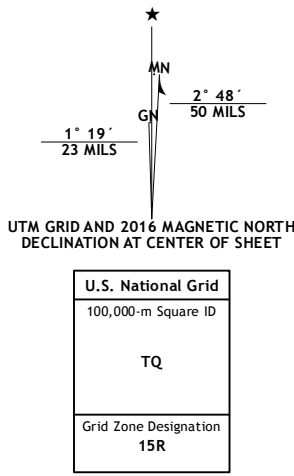 ★
MN
GN
2° 48´
50 MILS
1° 19´
23 MILS
UTM GRID AND 2016 MAGNETIC NORTH
DECLINATION AT CENTER OF SHEET
U.S. National Grid
100,000-m Square ID
TQ
Grid Zone Designation
15R